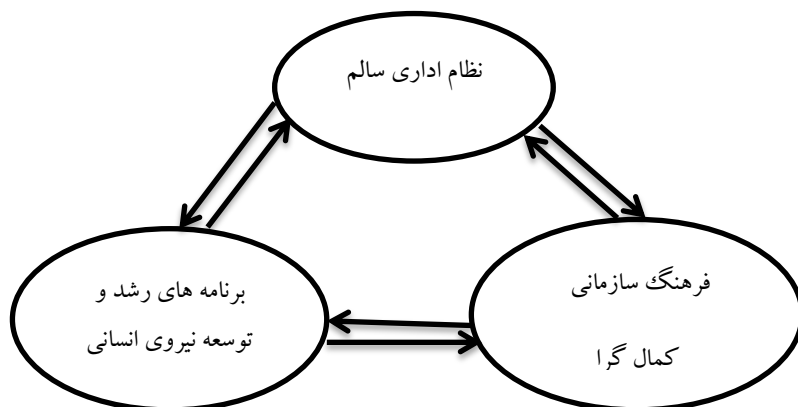 نظام اداری سالم
فرهنگ سازمانی
کمال گرا
برنامه های رشد و
توسعه نیروی انسانی